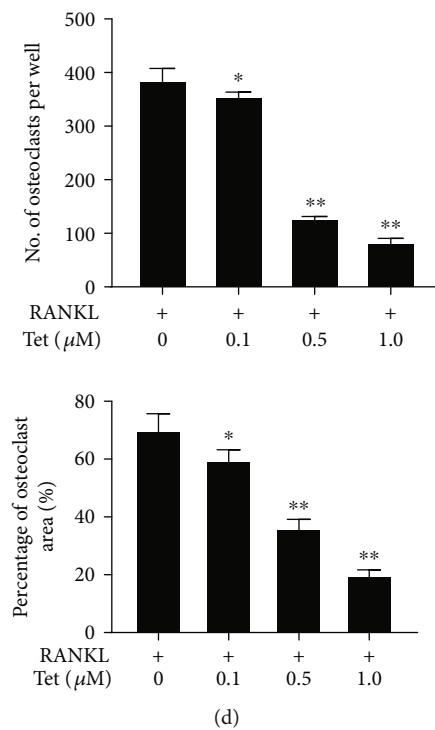 500
400
300
200
100
0
No. of osteoclasts per well
*
**
**
RANKL + + + +
Tet (μM) 0 0.1 0.5 1.0
80
60
40
20
0
Percentage of osteoclast
area (%)
*
**
**
RANKL + + + +
Tet (μM) 0 0.1 0.5 1.0
(d)